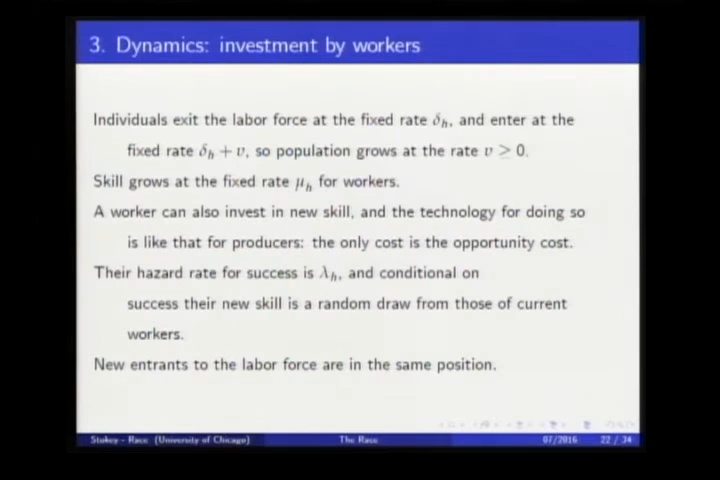 3. Dynamics: investment by workers
Individuals exit the labor force at the fixed rate δₕ, and enter at the
fixed rate δₕ + υ, so population grows at the rate υ ≥ 0.
Skill grows at the fixed rate μₕ for workers.
A worker can also invest in new skill, and the technology for doing so
is like that for producers: the only cost is the opportunity cost.
Their hazard rate for success is λₕ, and conditional on
success their new skill is a random draw from those of current
workers.
New entrants to the labor force are in the same position.
Stokey – Race (University of Chicago) The Race 07/2016 22 / 34